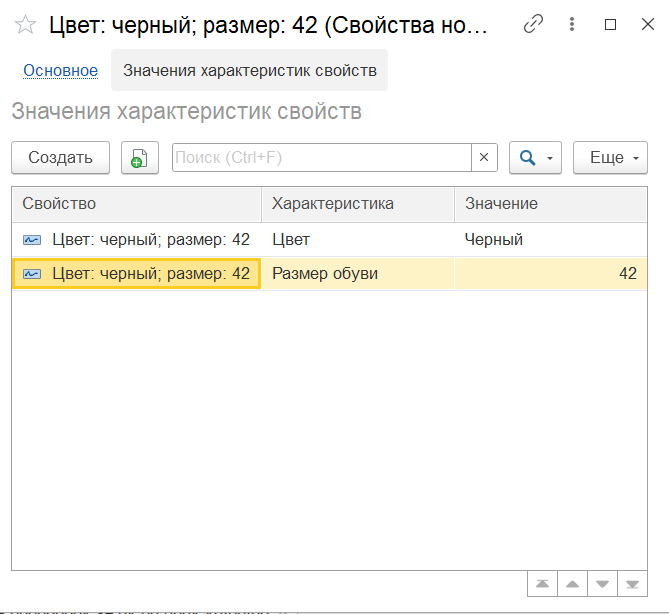 Цвет: черный; размер: 42 (Свойства но...
Основное Значения характеристик свойств
Значения характеристик свойств
Создать Поиск (Ctrl+F) × Еще
Свойство Характеристика Значение
Цвет: черный; размер: 42 Цвет Черный
Цвет: черный; размер: 42 Размер обуви 42